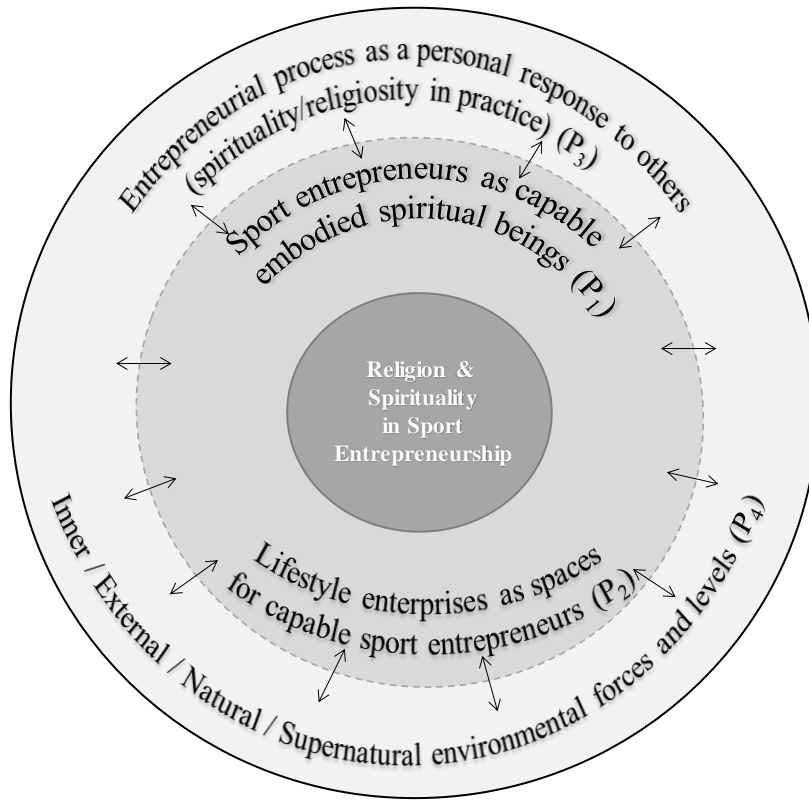 Entrepreneurial process as a personal response to others
(spirituality/religiosity in practice) (P₃)
Sport entrepreneurs as capable
embodied spiritual beings (P₁)
Religion &
Spirituality
in Sport
Entrepreneurship
Lifestyle enterprises as spaces
for capable sport entrepreneurs (P₂)
Inner / External / Natural / Supernatural environmental forces and levels (P₄)